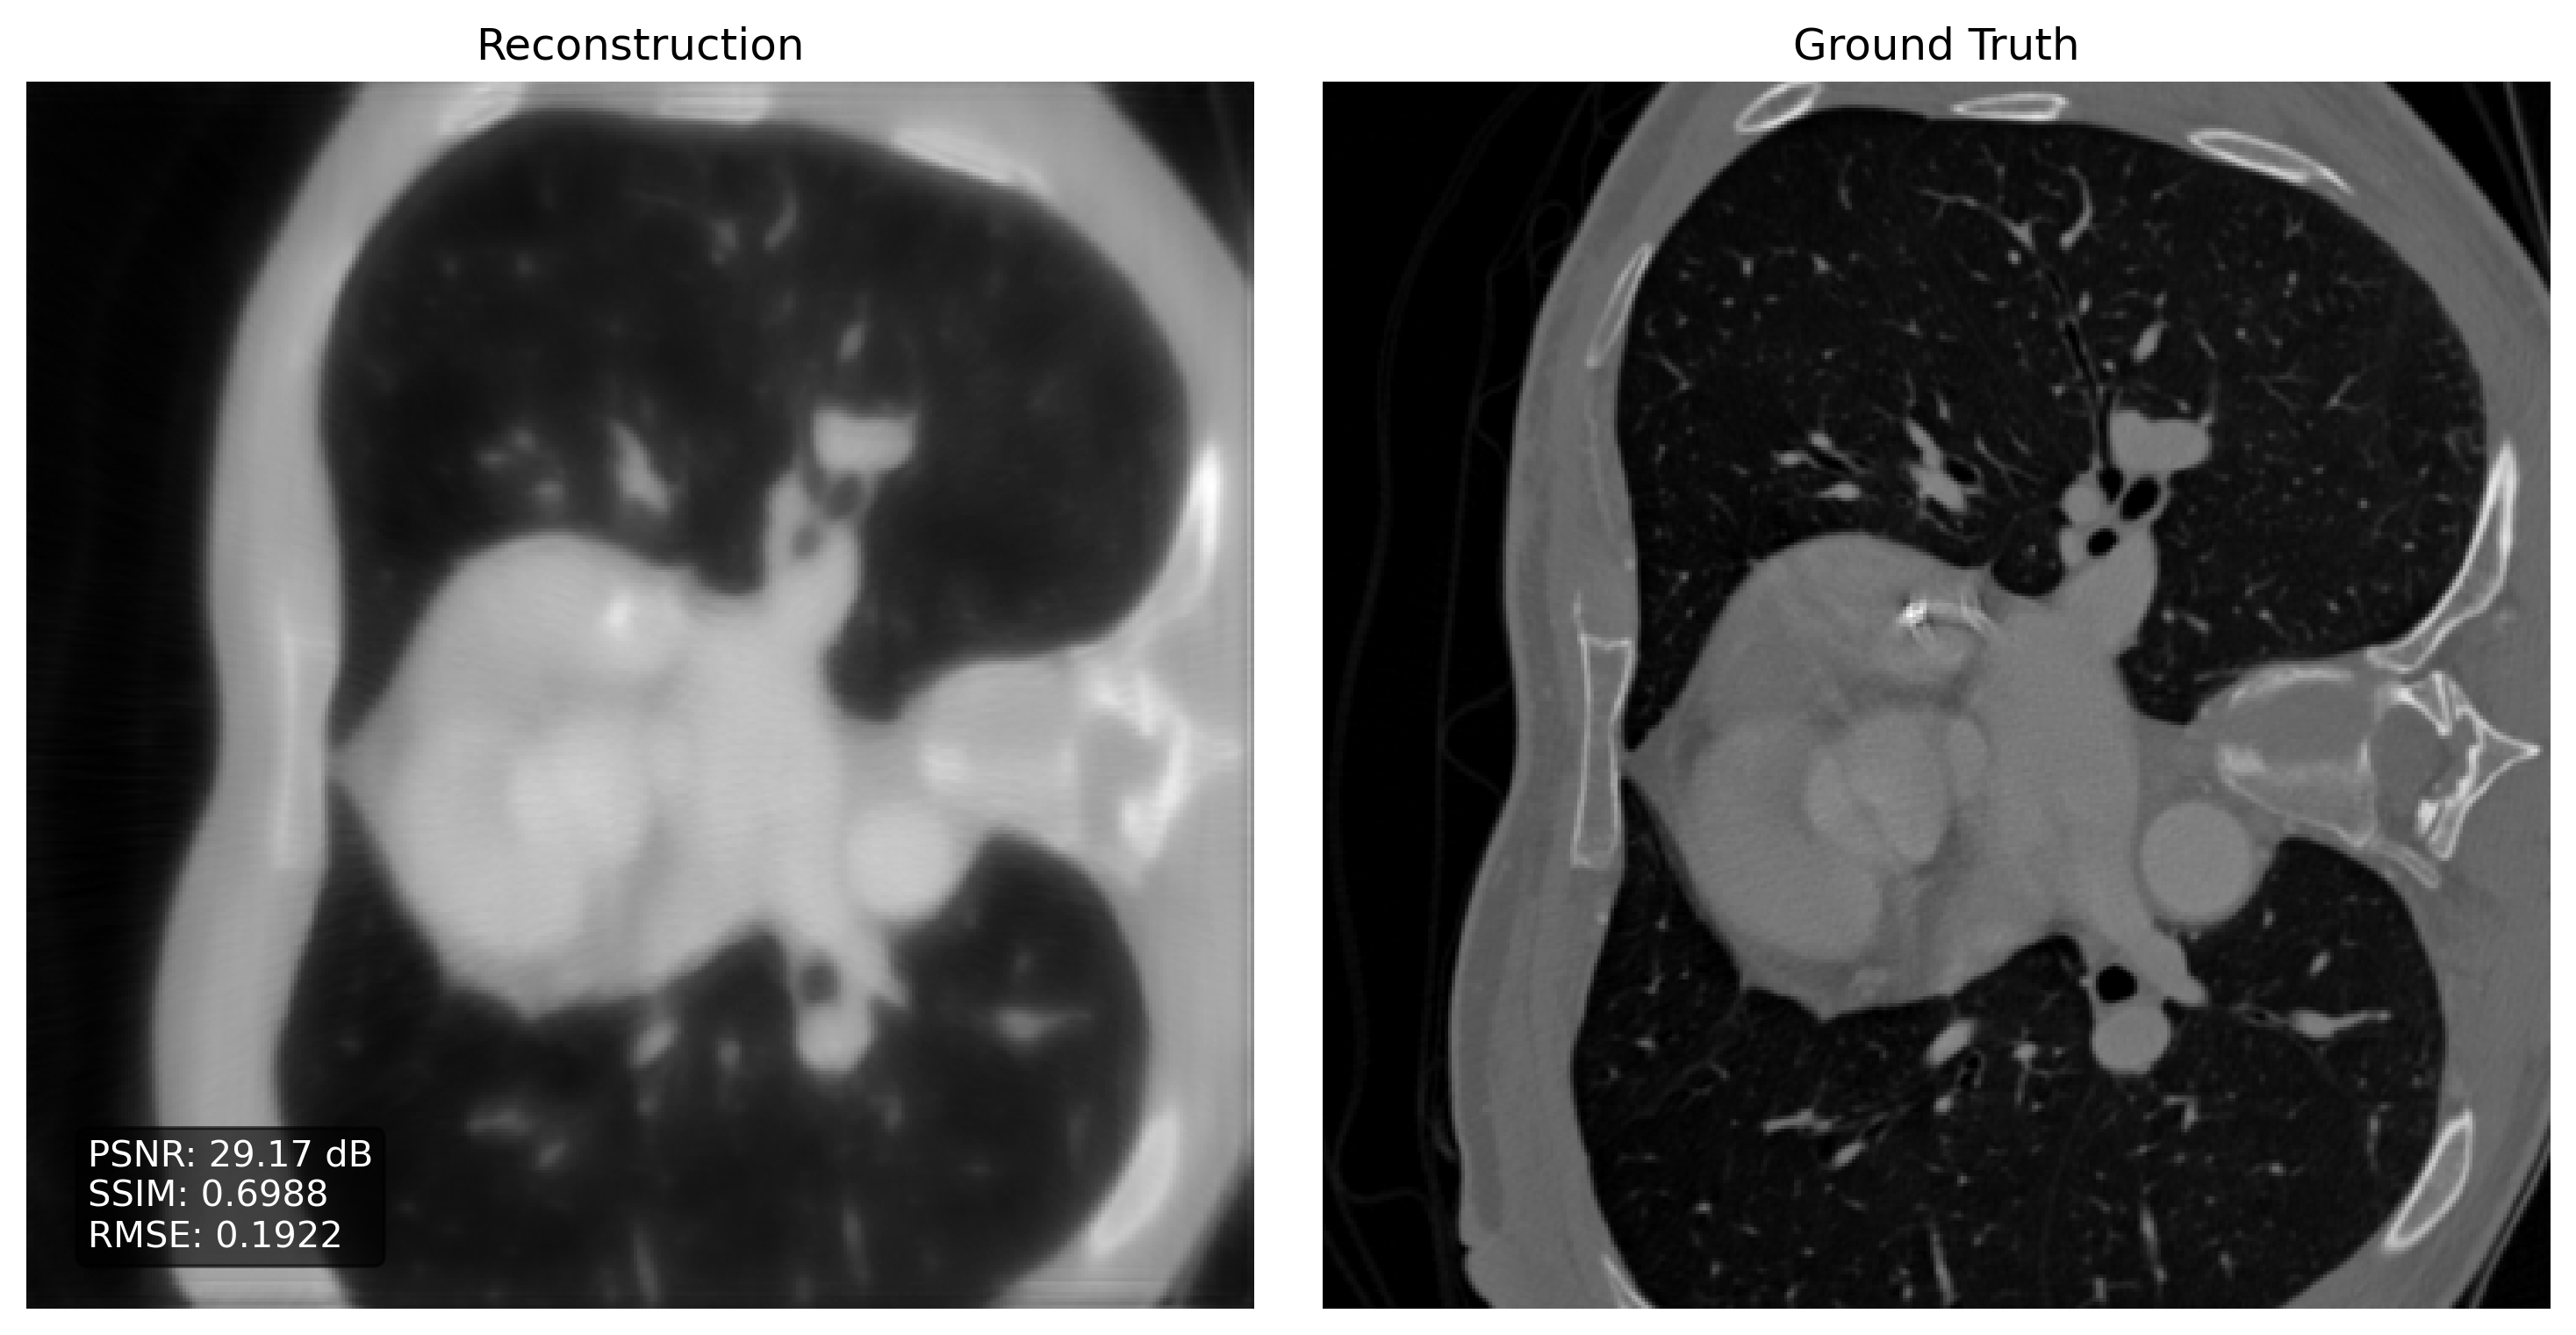 Reconstruction
Ground Truth
PSNR: 29.17 dB
SSIM: 0.6988
RMSE: 0.1922